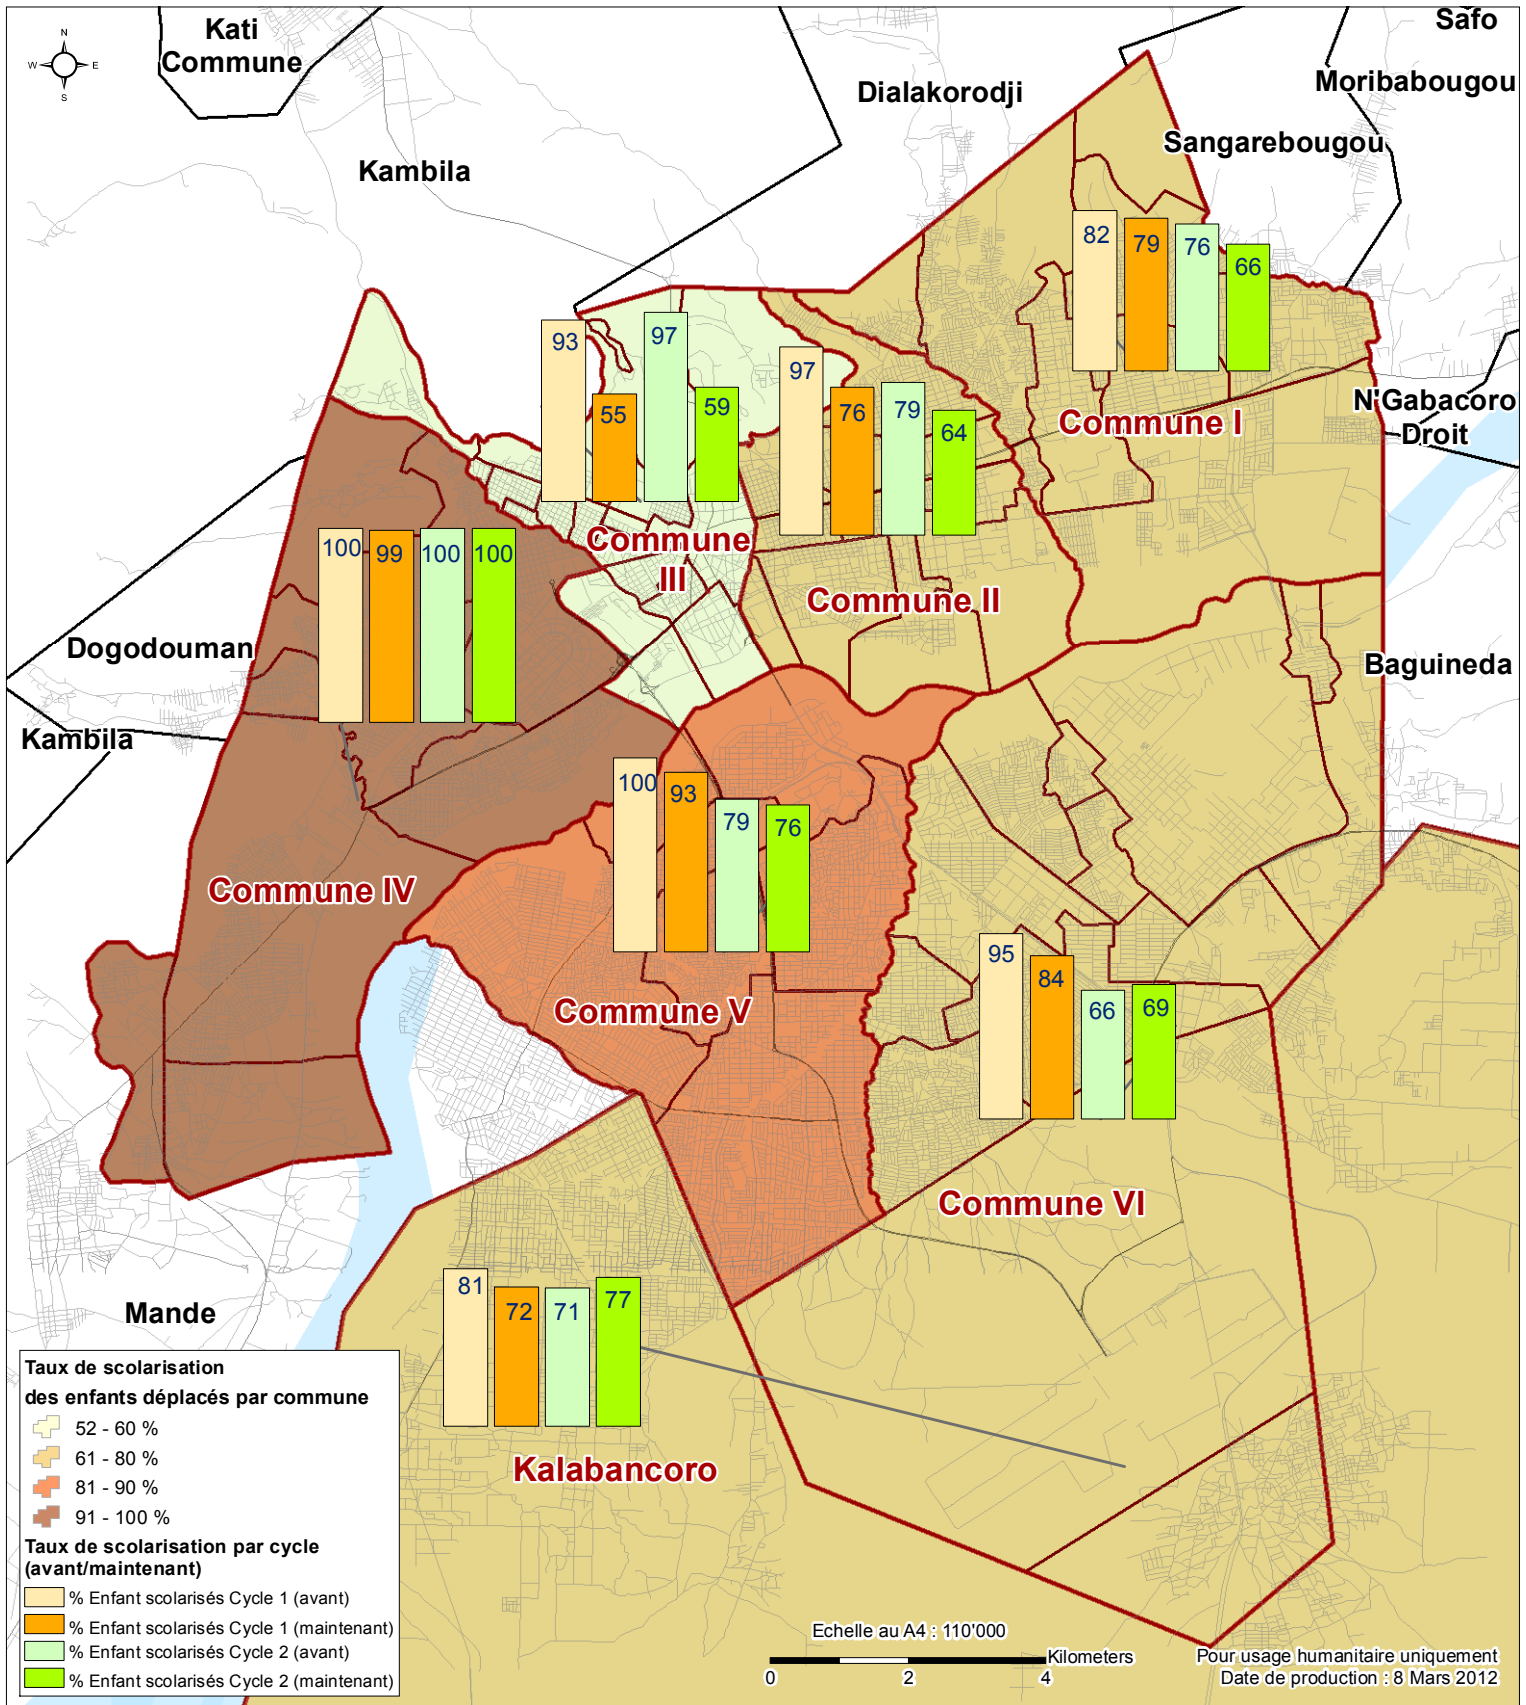 Kati
Commune
Safo
N
W E
S
Dialakorodji
Moribabougou
Kambila
Sangarebougou
82 79 76 66
93 55 97 59
97 76 79 64
N'Gabacoro
Droit
Commune I
Commune
III
100 99 100 100
Commune II
Dogodouman
Baguineda
Kambila
100 93 79 76
Commune IV
95 84 66 69
Commune V
Commune VI
81 72 71 77
Mande
Kalabancoro
Taux de scolarisation
des enfants déplacés par commune
52 - 60 %
61 - 80 %
81 - 90 %
91 - 100 %
Taux de scolarisation par cycle
(avant/maintenant)
% Enfant scolarisés Cycle 1 (avant)
% Enfant scolarisés Cycle 1 (maintenant)
% Enfant scolarisés Cycle 2 (avant)
% Enfant scolarisés Cycle 2 (maintenant)
Echelle au A4 : 110'000
Kilometers
0 2 4
Pour usage humanitaire uniquement
Date de production : 8 Mars 2012